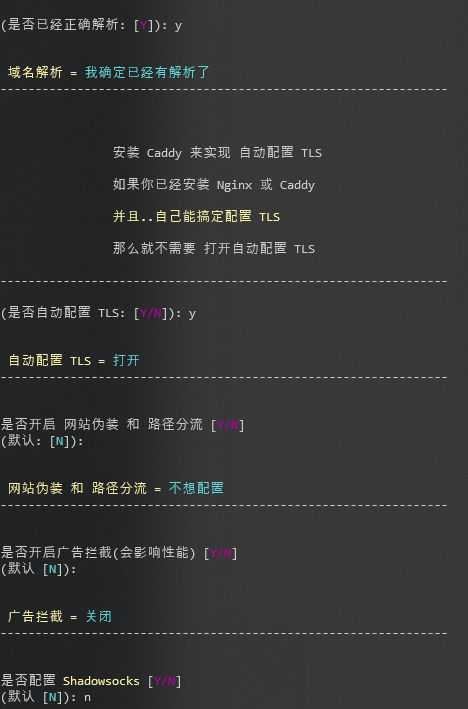 (是否已经正确解析: [Y]): y
域名解析 = 我确定已经有解析了
----------------------------------------------------------------
安装 Caddy 来实现 自动配置 TLS
如果你已经安装 Nginx 或 Caddy
并且..自己能搞定配置 TLS
那么就不需要 打开自动配置 TLS
----------------------------------------------------------------
(是否自动配置 TLS: [Y/N]): y
自动配置 TLS = 打开
----------------------------------------------------------------
是否开启 网站伪装 和 路径分流 [Y/N]
(默认: [N]):
网站伪装 和 路径分流 = 不想配置
----------------------------------------------------------------
是否开启广告拦截(会影响性能) [Y/N]
(默认 [N]):
广告拦截 = 关闭
----------------------------------------------------------------
是否配置 Shadowsocks [Y/N]
(默认 [N]): n